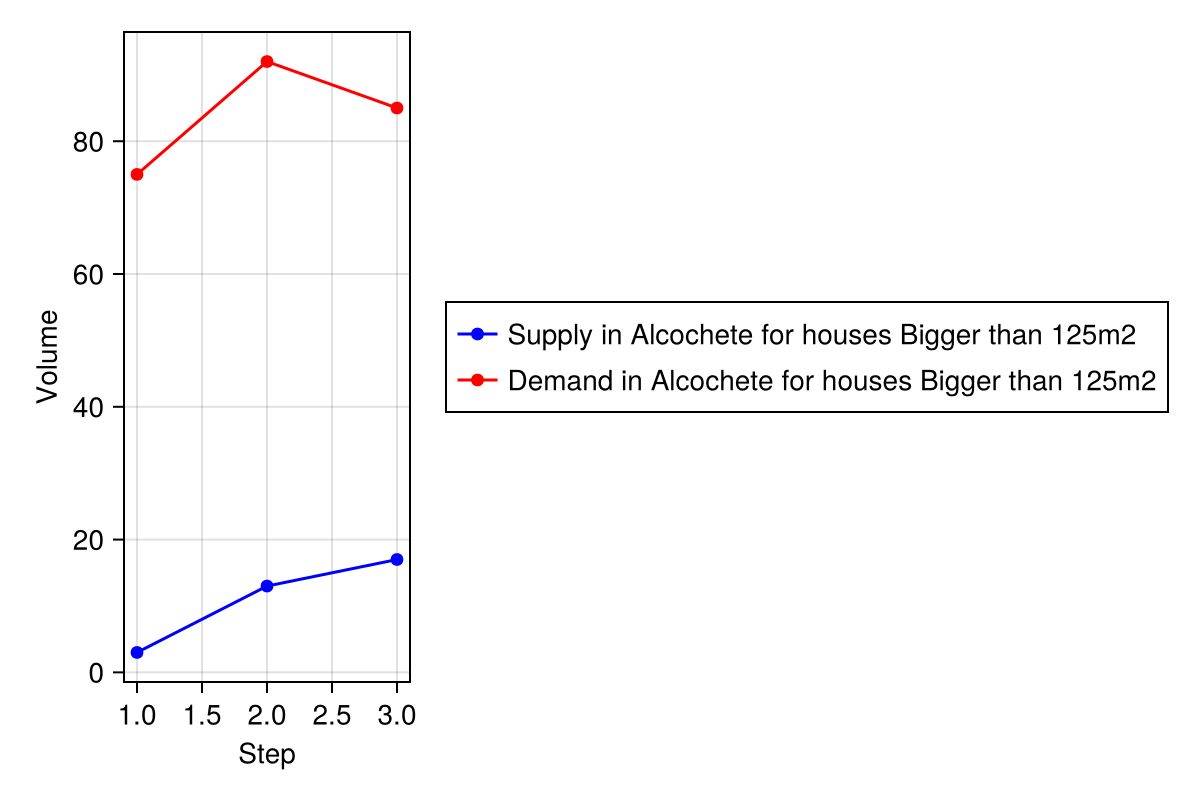 80
60
40
20
0
Volume
1.0 1.5 2.0 2.5 3.0
Step
Supply in Alcochete for houses Bigger than 125m2
Demand in Alcochete for houses Bigger than 125m2